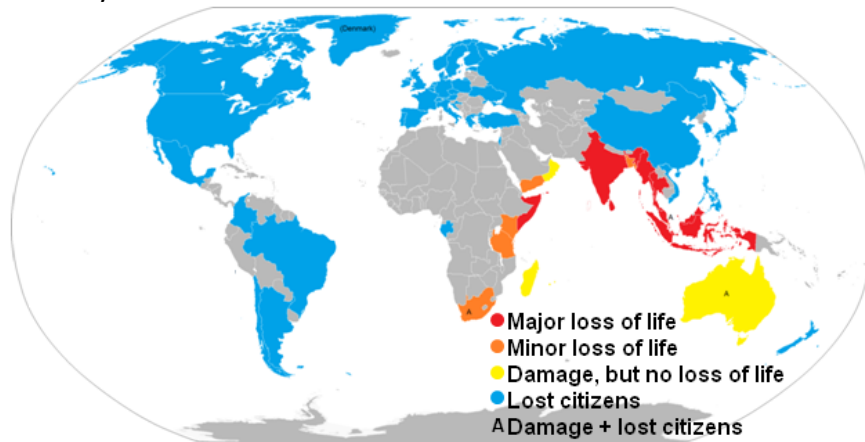 (Denmark)
A
A
Major loss of life
Minor loss of life
Damage, but no loss of life
Lost citizens
A Damage + lost citizens